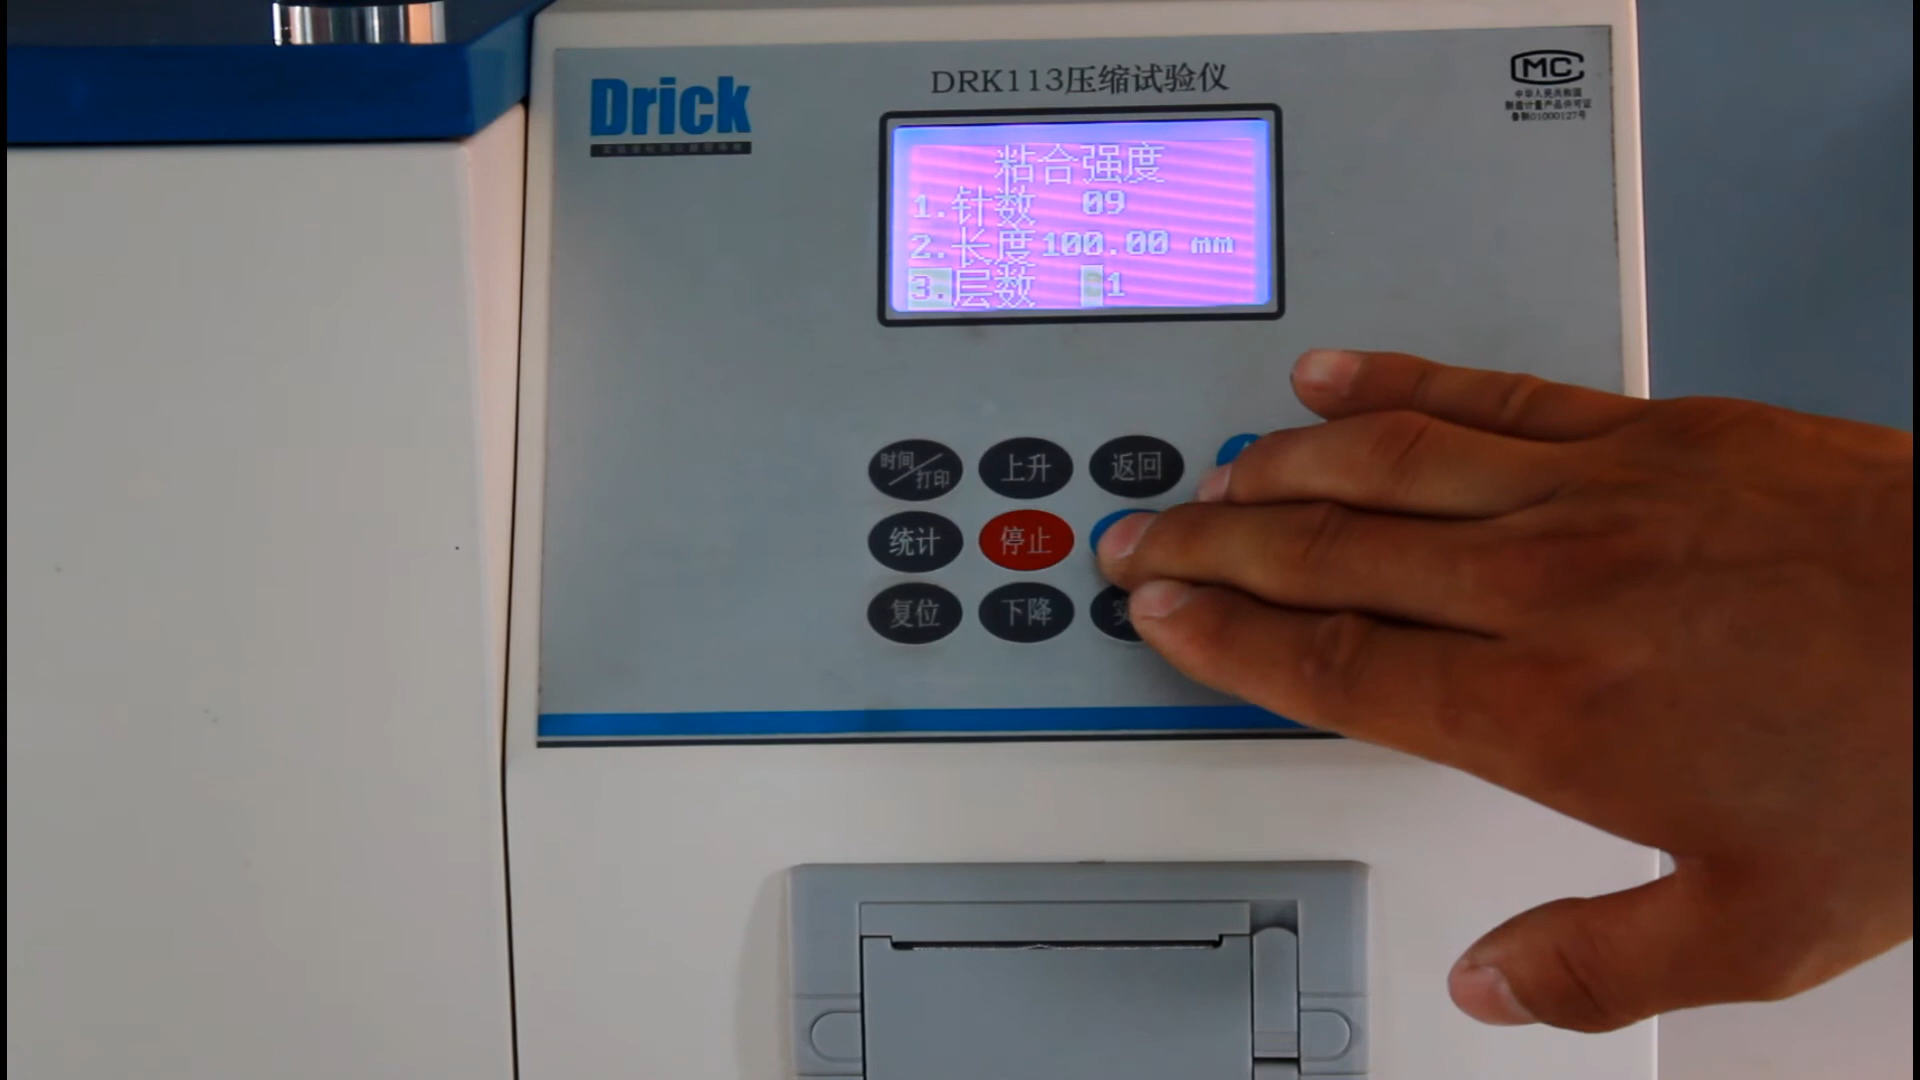 Drick
DRK113压缩试验仪
MC
中华人民共和国
制造计量产品许可证
鲁制01000127号
粘合强度
1.针数 09
2.长度100.00 mm
3.层数 1
时间/打印
上升
返回
统计
停止
复位
下降